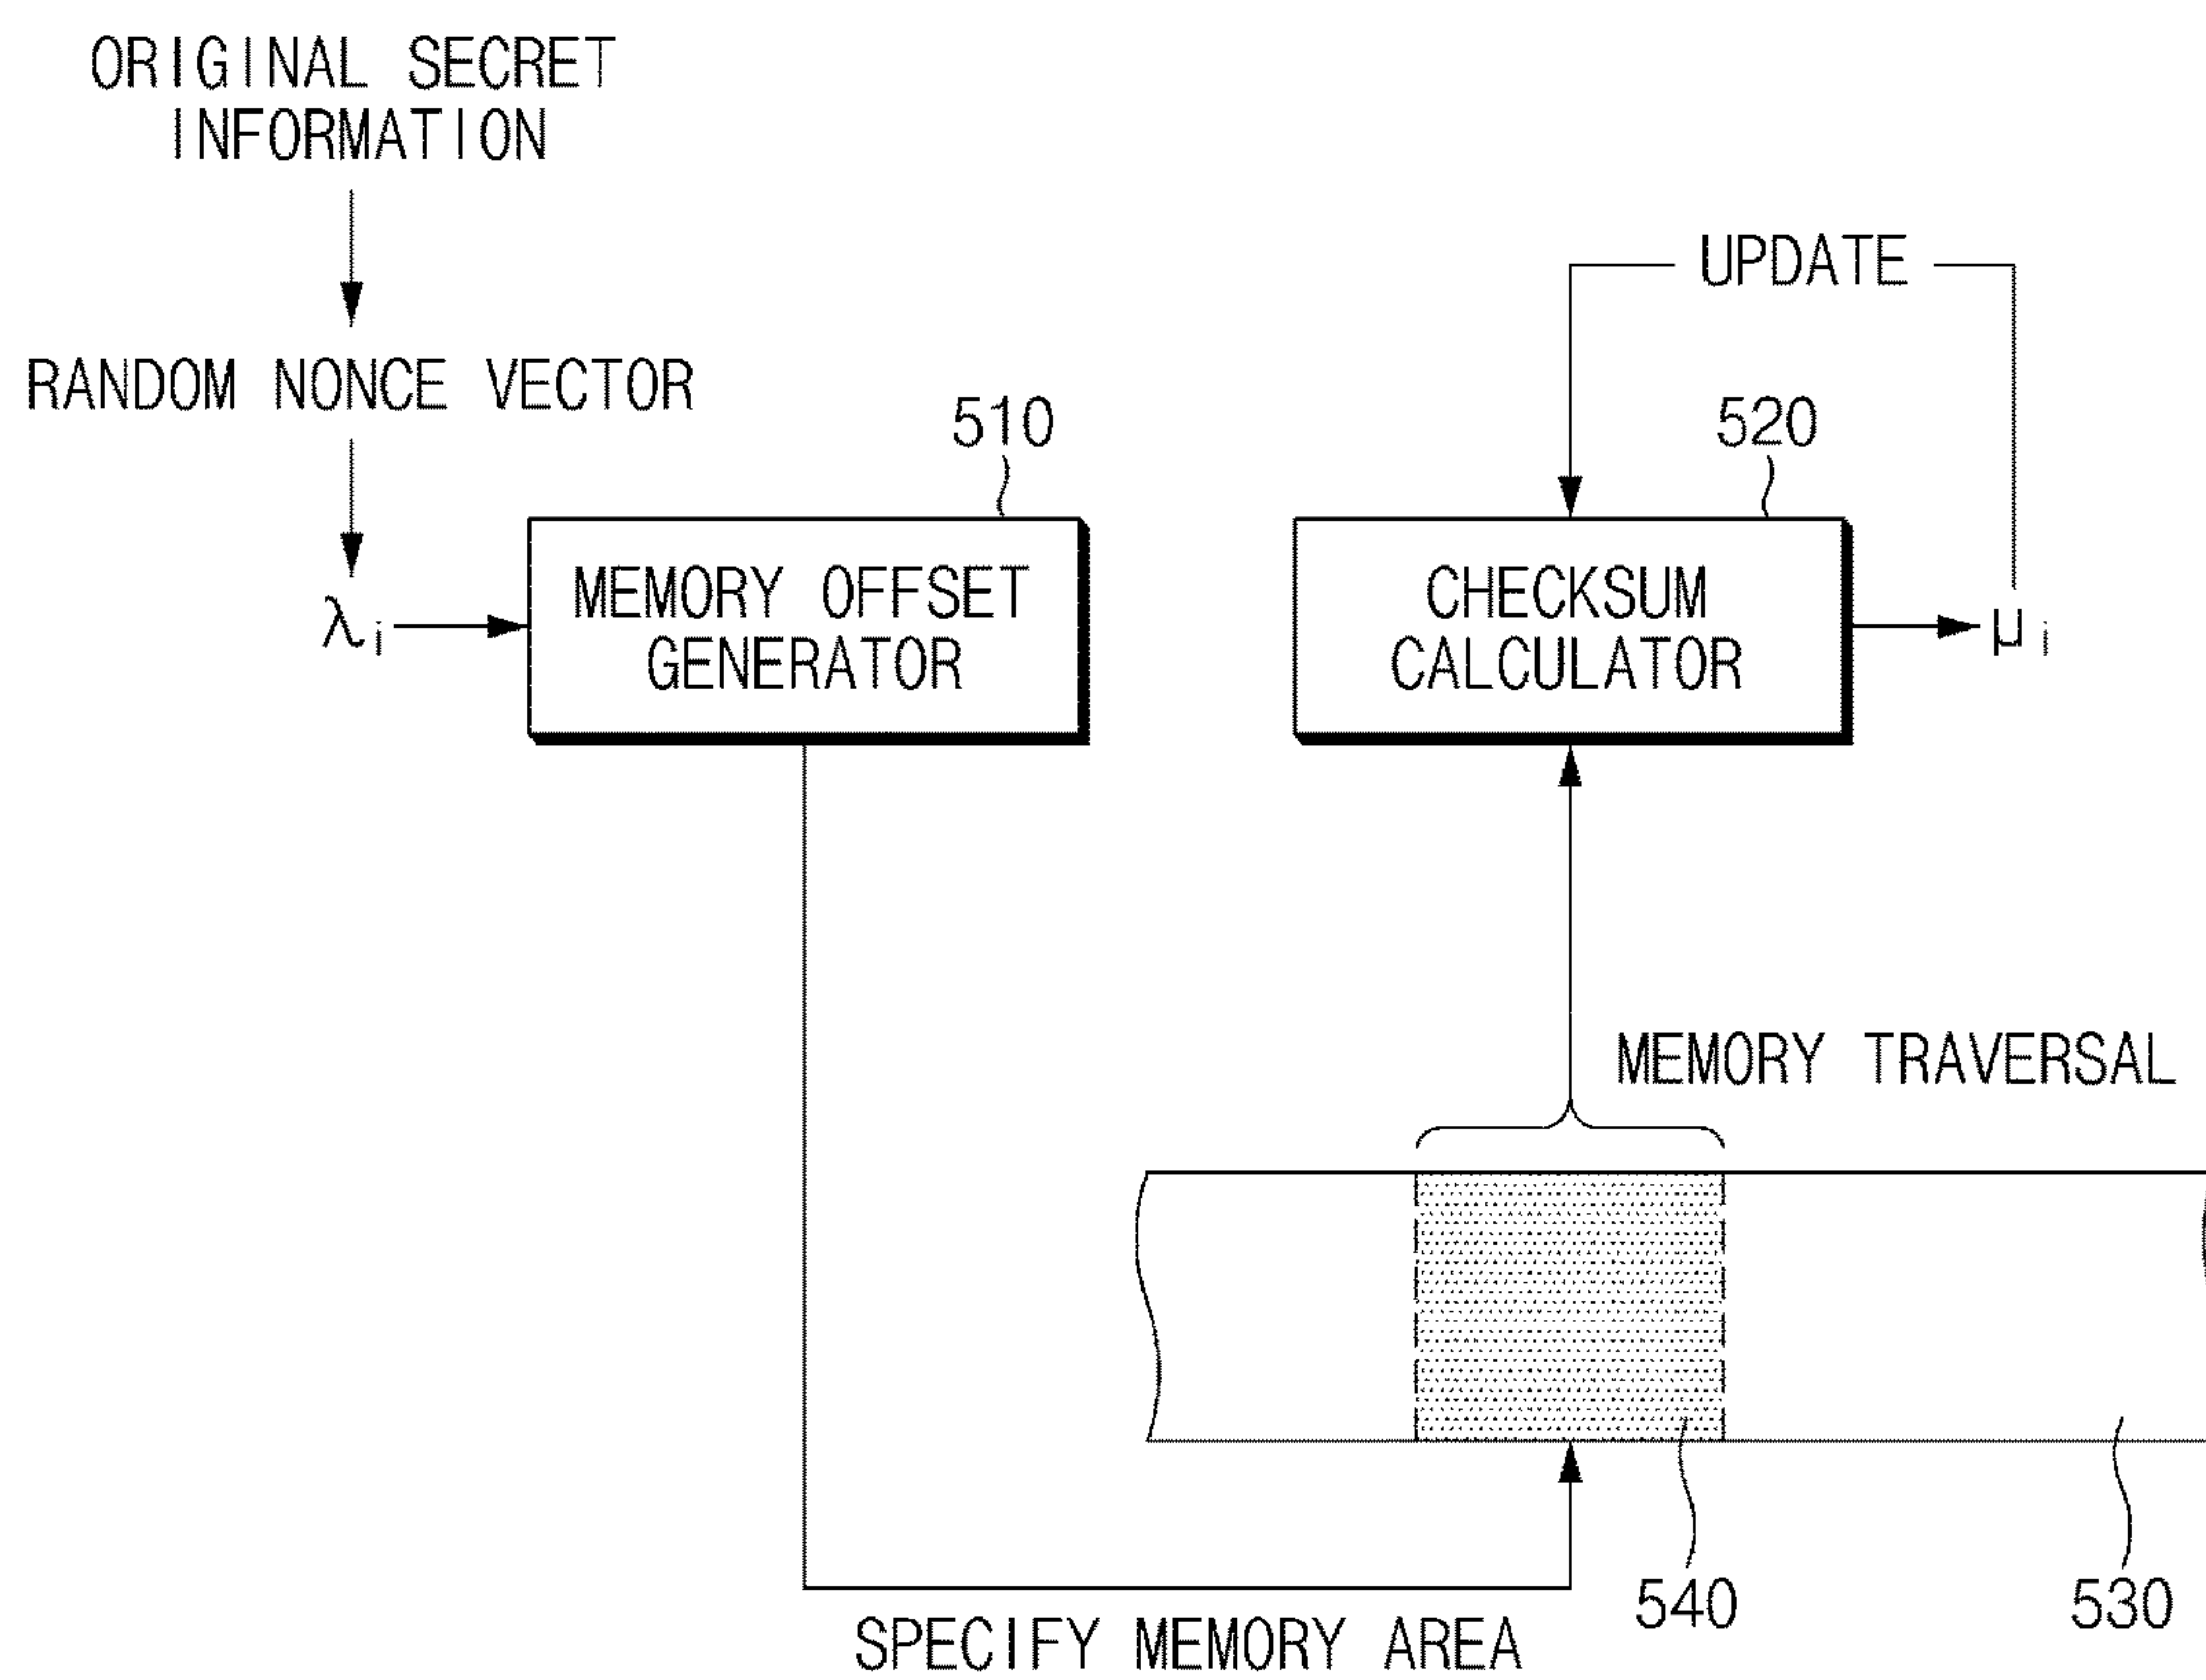 ORIGINAL SECRET
INFORMATION
RANDOM NONCE VECTOR
UPDATE
510
520
λi
MEMORY OFFSET
GENERATOR
CHECKSUM
CALCULATOR
μi
MEMORY TRAVERSAL
540
530
SPECIFY MEMORY AREA